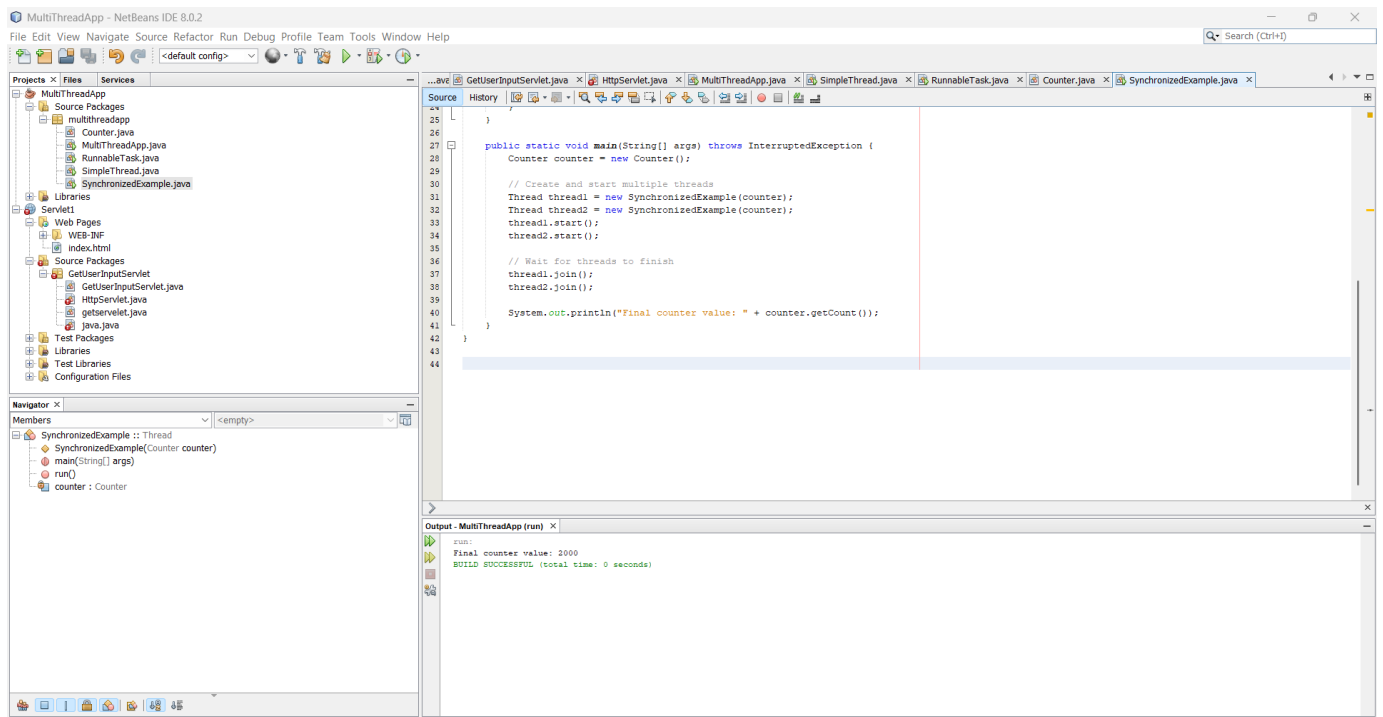 MultiThreadApp - NetBeans IDE 8.0.2
File Edit View Navigate Source Refactor Run Debug Profile Team Tools Window Help
Search (Ctrl+I)
<default config>
Projects Files Services
MultiThreadApp
Source Packages
multithreadapp
Counter.java
MultiThreadApp.java
RunnableTask.java
SimpleThread.java
SynchronizedExample.java
Libraries
Servlet1
Web Pages
WEB-INF
index.html
Source Packages
GetUserInputServlet
GetUserInputServlet.java
HttpServlet.java
getservelet.java
java.java
Test Packages
Libraries
Test Libraries
Configuration Files
Navigator
Members
<empty>
SynchronizedExample :: Thread
SynchronizedExample(Counter counter)
main(String[] args)
run()
counter : Counter
...ava GetUserInputServlet.java HttpServlet.java MultiThreadApp.java SimpleThread.java RunnableTask.java Counter.java SynchronizedExample.java
Source History
24 }
25 }
26
27 public static void main(String[] args) throws InterruptedException {
28 Counter counter = new Counter();
29
30 // Create and start multiple threads
31 Thread thread1 = new SynchronizedExample(counter);
32 Thread thread2 = new SynchronizedExample(counter);
33 thread1.start();
34 thread2.start();
35
36 // Wait for threads to finish
37 thread1.join();
38 thread2.join();
39
40 System.out.println("Final counter value: " + counter.getCount());
41 }
42 }
43
44
Output - MultiThreadApp (run)
run:
Final counter value: 2000
BUILD SUCCESSFUL (total time: 0 seconds)